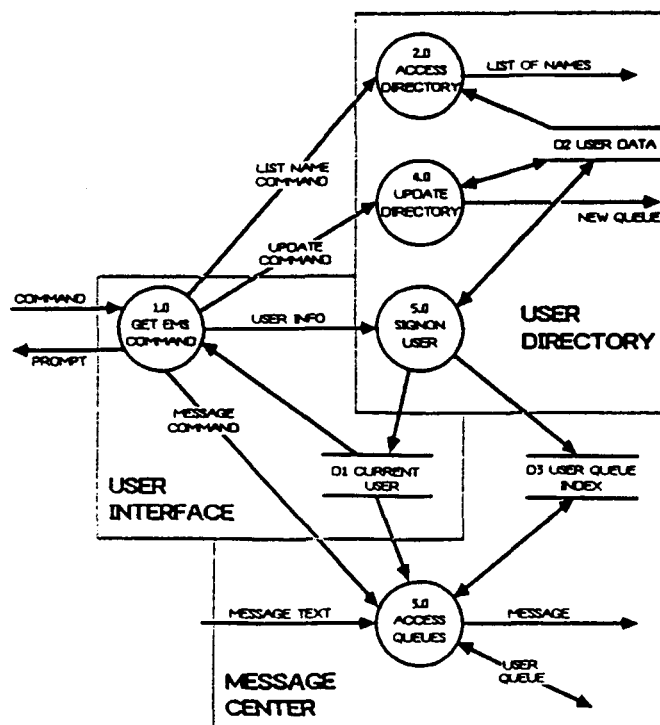 2.0
ACCESS
DIRECTORY
LIST OF NAMES
D2 USER DATA
LIST NAME
COMMAND
4.0
UPDATE
DIRECTORY
NEW QUEUE
UPDATE
COMMAND
COMMAND
1.0
GET EMS
COMMAND
PROMPT
USER INFO
5.0
SIGNON
USER
USER
DIRECTORY
MESSAGE
COMMAND
D1 CURRENT
USER
D3 USER QUEUE
INDEX
USER
INTERFACE
MESSAGE TEXT
ACCESS
QUEUES
MESSAGE
USER
QUEUE
MESSAGE
CENTER